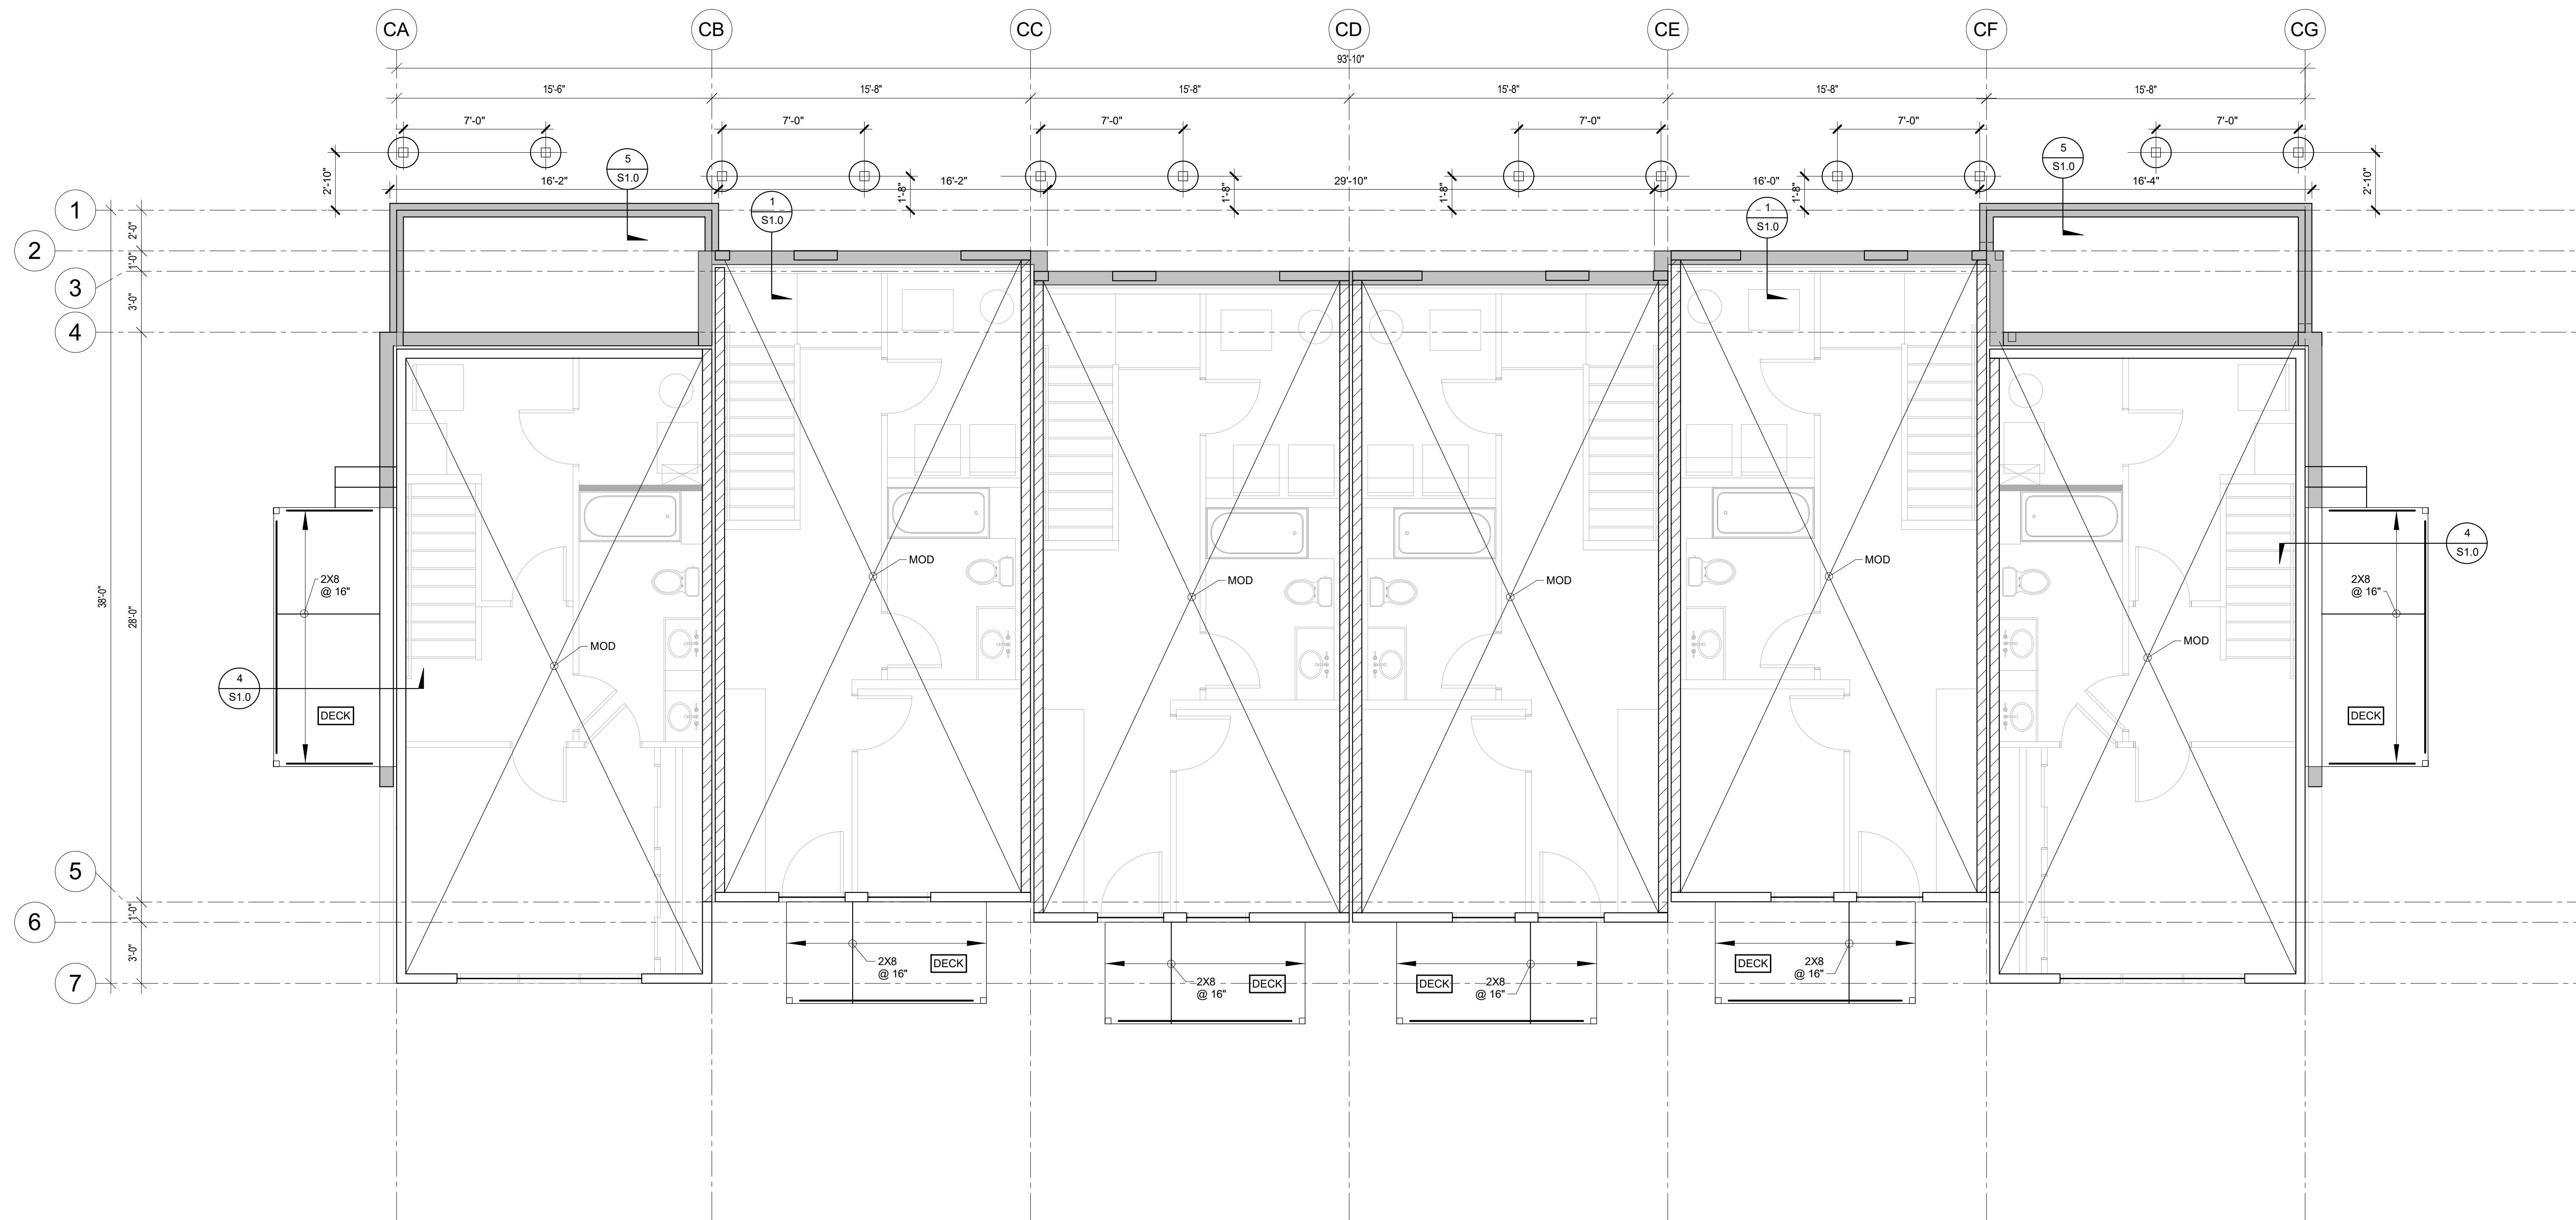 CA CB CC CD CE CF CG
93'-10"
15'-6" 15'-8" 15'-8" 15'-8" 15'-8" 15'-8"
7'-0" 7'-0" 7'-0" 7'-0" 7'-0" 7'-0"
2'-10" 1'-8" 1'-8" 1'-8" 1'-8" 2'-10"
5
S1.0
5
S1.0
16'-2" 16'-2" 29'-10" 16'-0" 16'-4"
1
S1.0
1
S1.0
1
2
3
4
2'-0"
1'-0"
3'-0"
38'-0"
28'-0"
4
S1.0
MOD MOD MOD MOD
2X8
@ 16"
2X8
@ 16"
MOD MOD
4
S1.0
DECK DECK
5
6
7
1'-0"
3'-0"
2X8
@ 16"
DECK
2X8
@ 16"
DECK
DECK
2X8
@ 16"
DECK
2X8
@ 16"